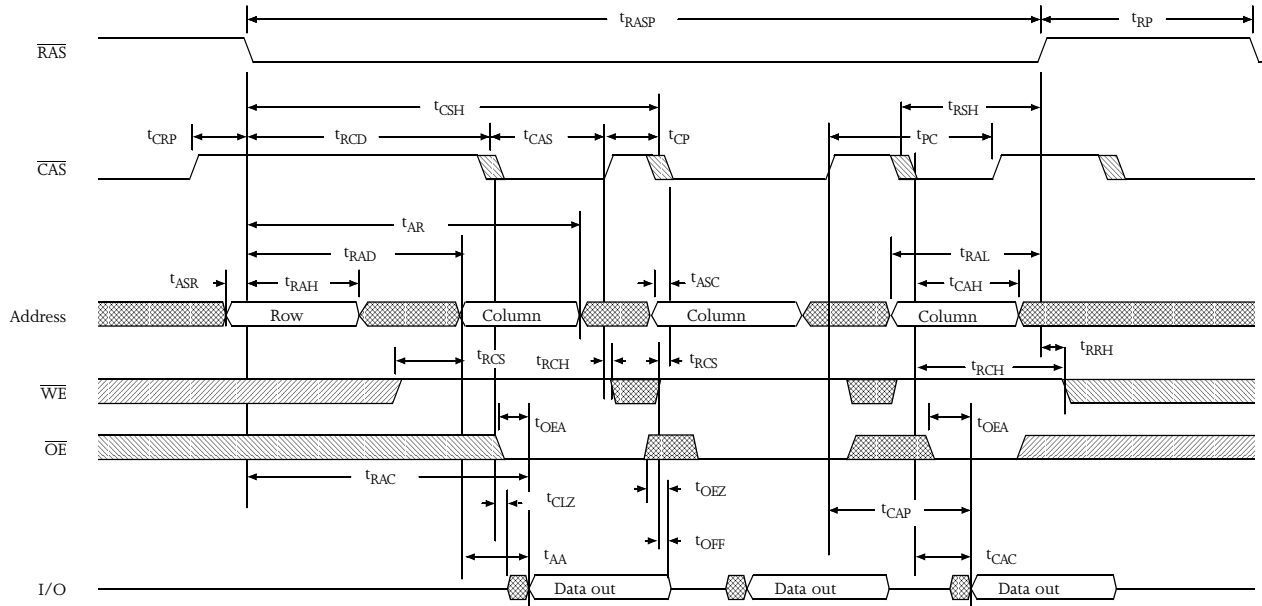 tRASP tRP
RAS
tCSH tRSH
tCRP tRCD tCAS tCP tPC
CAS
tAR
tRAD tRAL
tASR tRAH tASC tCAH
Address Row Column Column Column
tRCS tRCH tRCS tRCH tRRH
WE
tOEA tOEA
OE
tRAC tCLZ tOEZ tCAP
tAA tOFF tCAC
I/O Data out Data out Data out